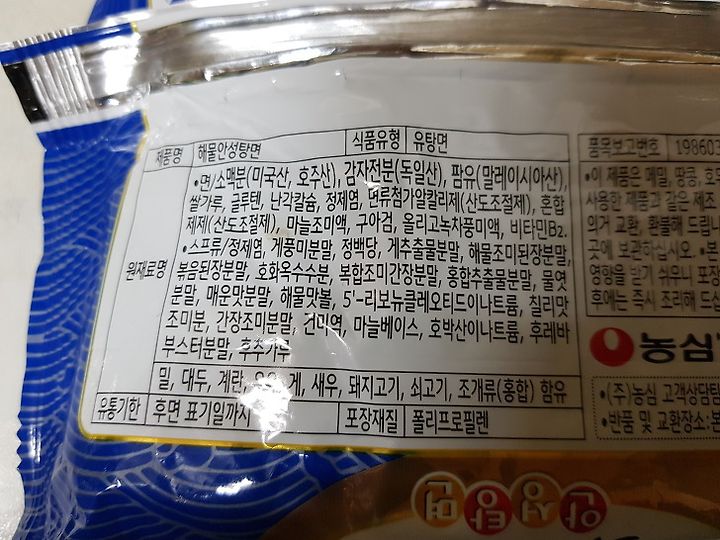 제품명 해물안성탕면 식품유형 유탕면
원재료명
•면/소맥분(미국산, 호주산), 감자전분(독일산), 팜유(말레이시아산),
쌀가루, 글루텐, 난각칼슘, 정제염, 면류첨가알칼리제(산도조절제), 혼합
제제(산도조절제), 마늘조미액, 구아검, 올리고녹차풍미액, 비타민B₂.
•스프류/정제염, 게풍미분말, 정백당, 게추출물분말, 해물조미된장분말,
볶음된장분말, 호화옥수수분, 복합조미간장분말, 홍합추출물분말, 물엿
분말, 매운맛분말, 해물맛볼, 5'-리보뉴클레오티드이나트륨, 칠리맛
조미분, 간장조미분말, 건미역, 마늘베이스, 호박산이나트륨, 후레바
부스터분말, 후추가루
밀, 대두, 계란, 게, 새우, 돼지고기, 쇠고기, 조개류(홍합) 함유
유통기한 후면 표기일까지 포장재질 폴리프로필렌
품목보고번호 198603
•이 제품은 메밀, 땅콩,
사용한 제품과 같은 제조
의거 교환, 환불해 드립니
곳에 보관하십시오. •본
영향을 받기 쉬우니 포장
후에는 즉시 조리해 드
농심
•(주)농심 고객상담팀
•반품 및 교환장소:본
안성탕면